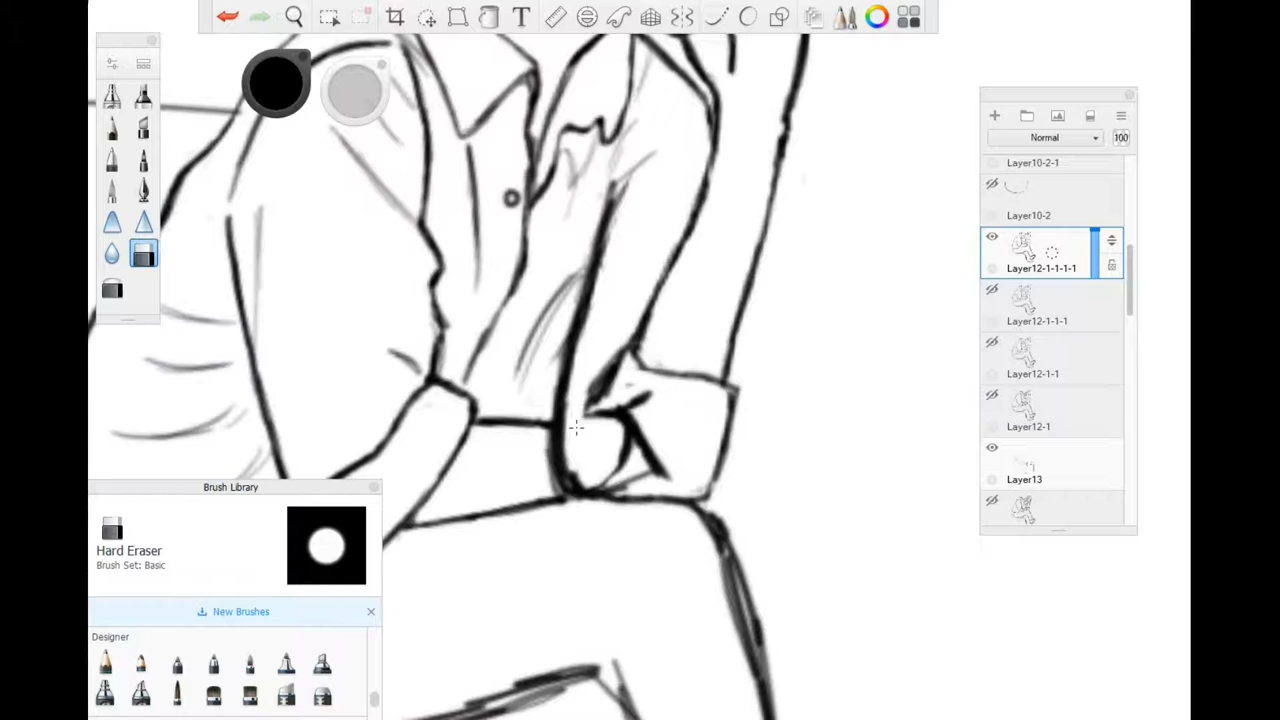 T
Normal
100
Layer10-2-1
Layer10-2
Layer12-1-1-1-1
Layer12-1-1-1
Layer12-1-1
Layer12-1
Layer13
Brush Library
Hard Eraser
Brush Set: Basic
New Brushes
Designer